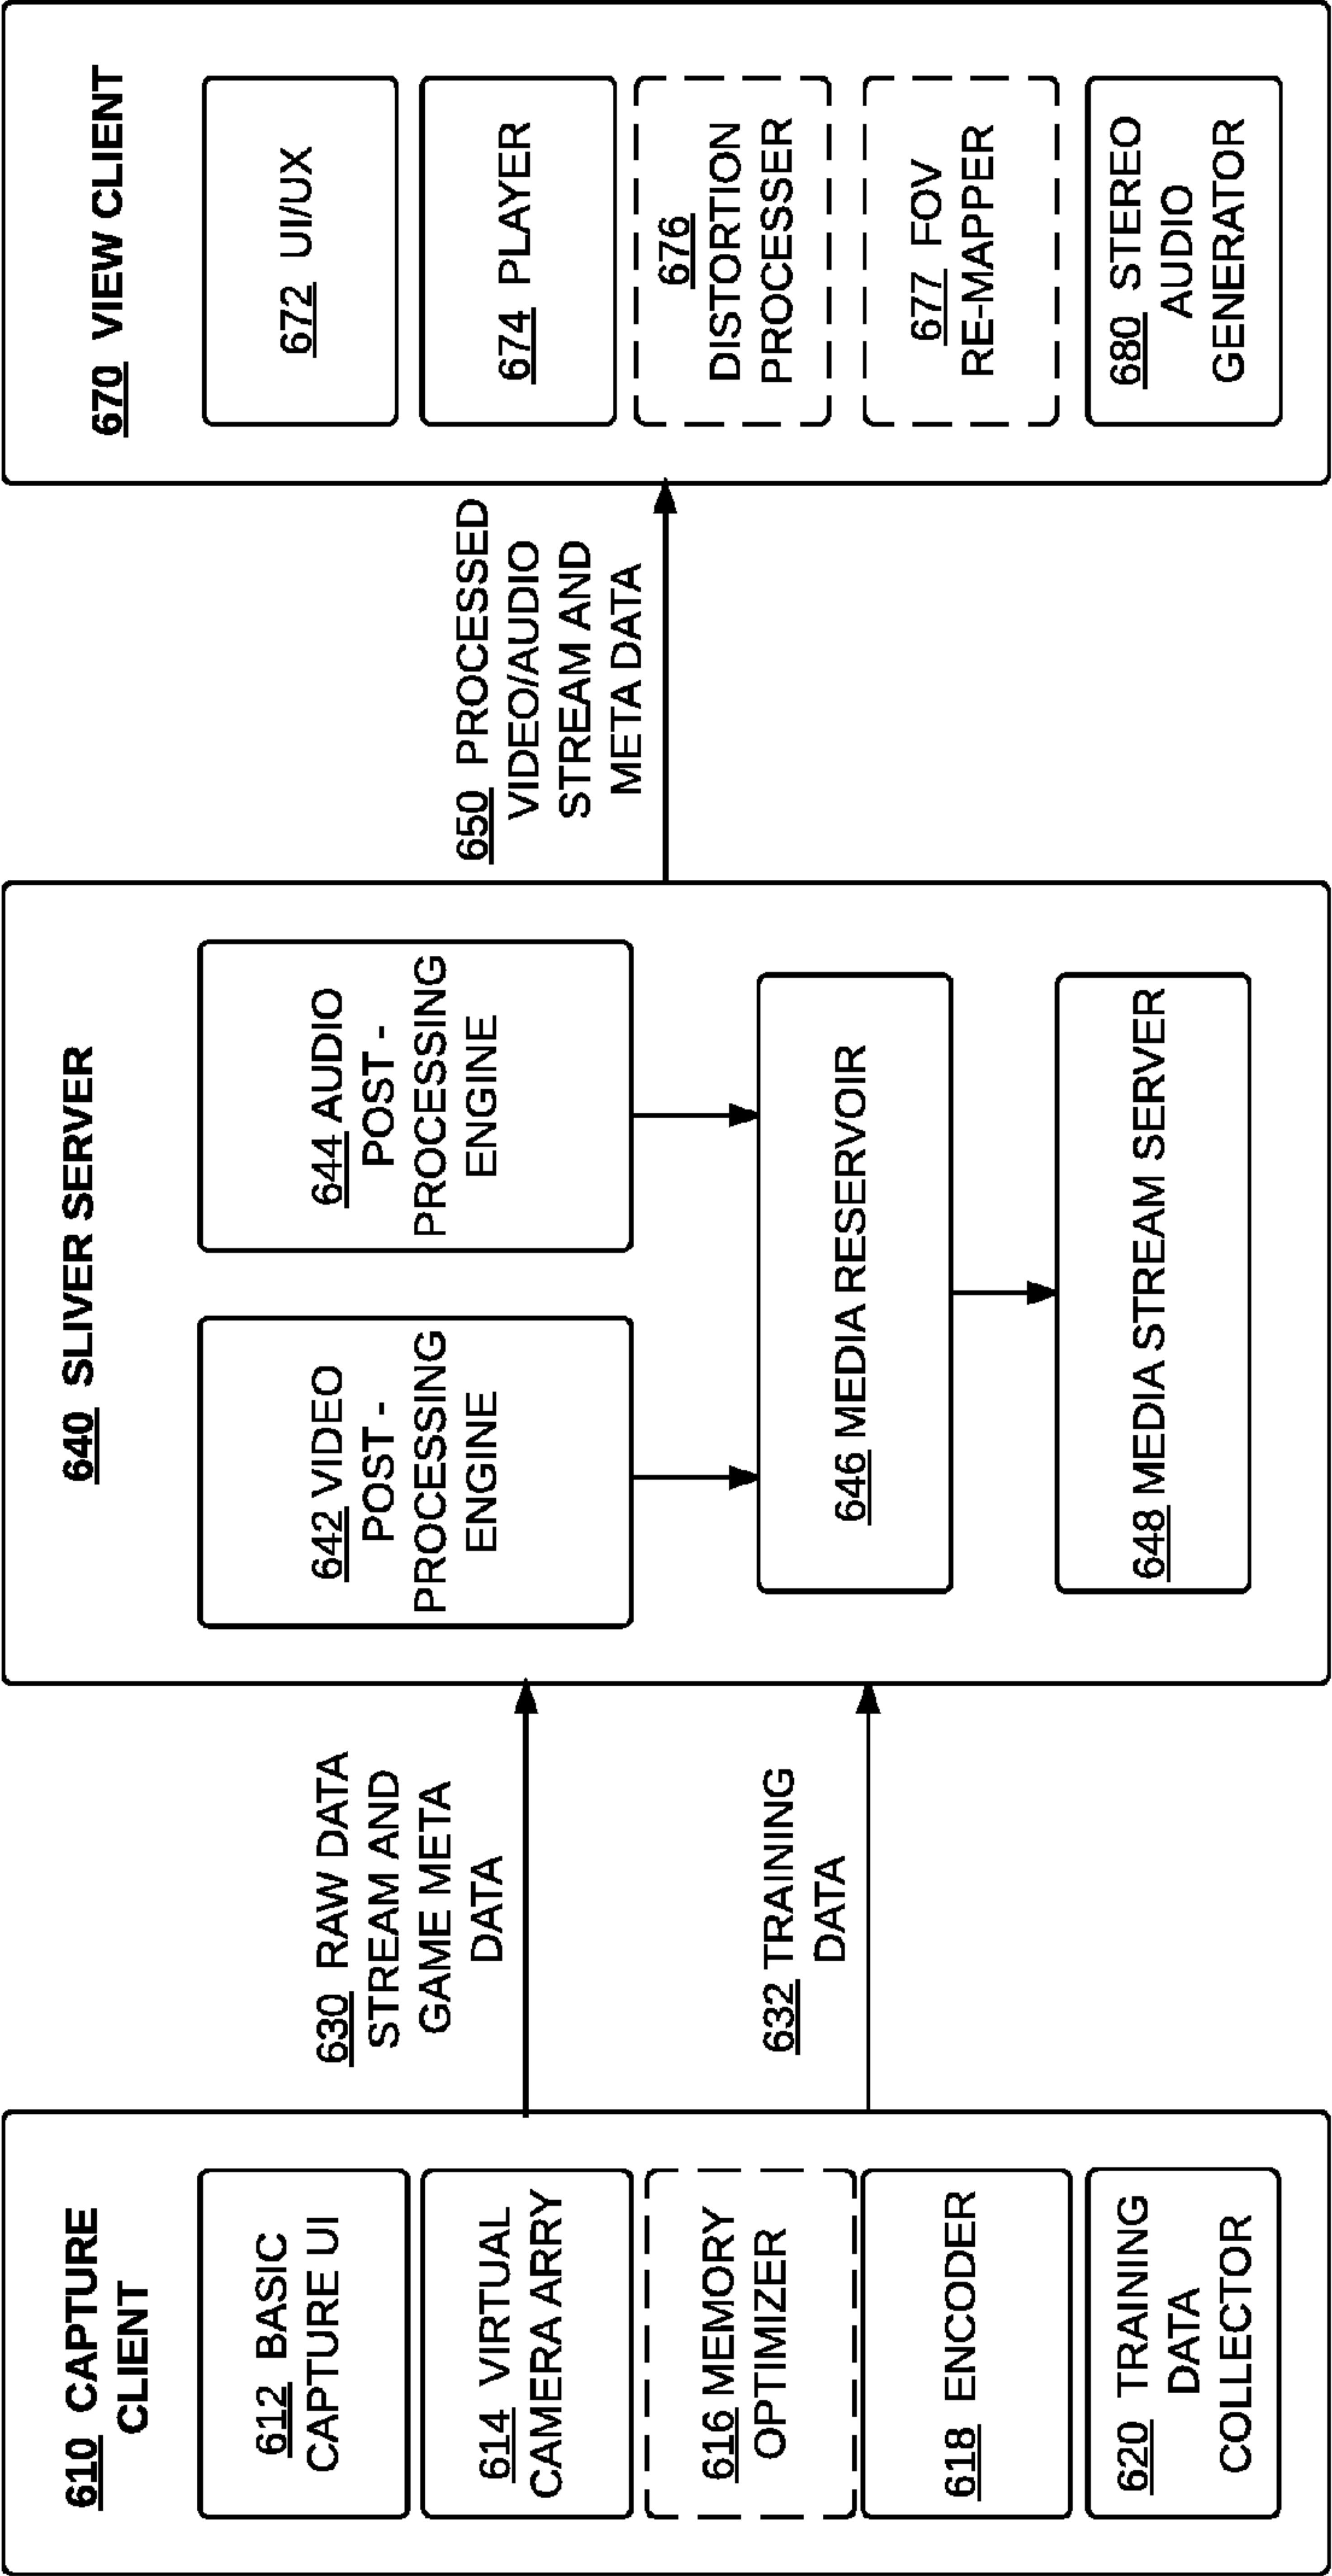 610 CAPTURE
CLIENT
612 BASIC
CAPTURE UI
614 VIRTUAL
CAMERA ARRY
616 MEMORY
OPTIMIZER
618 ENCODER
620 TRAINING
DATA
COLLECTOR
630 RAW DATA
STREAM AND
GAME META
DATA
632 TRAINING
DATA
640 SLIVER SERVER
642 VIDEO
POST -
PROCESSING
ENGINE
644 AUDIO
POST -
PROCESSING
ENGINE
646 MEDIA RESERVOIR
648 MEDIA STREAM SERVER
650 PROCESSED
VIDEO/AUDIO
STREAM AND
META DATA
670 VIEW CLIENT
672 UI/UX
674 PLAYER
676
DISTORTION
PROCESSER
677 FOV
RE-MAPPER
680 STEREO
AUDIO
GENERATOR